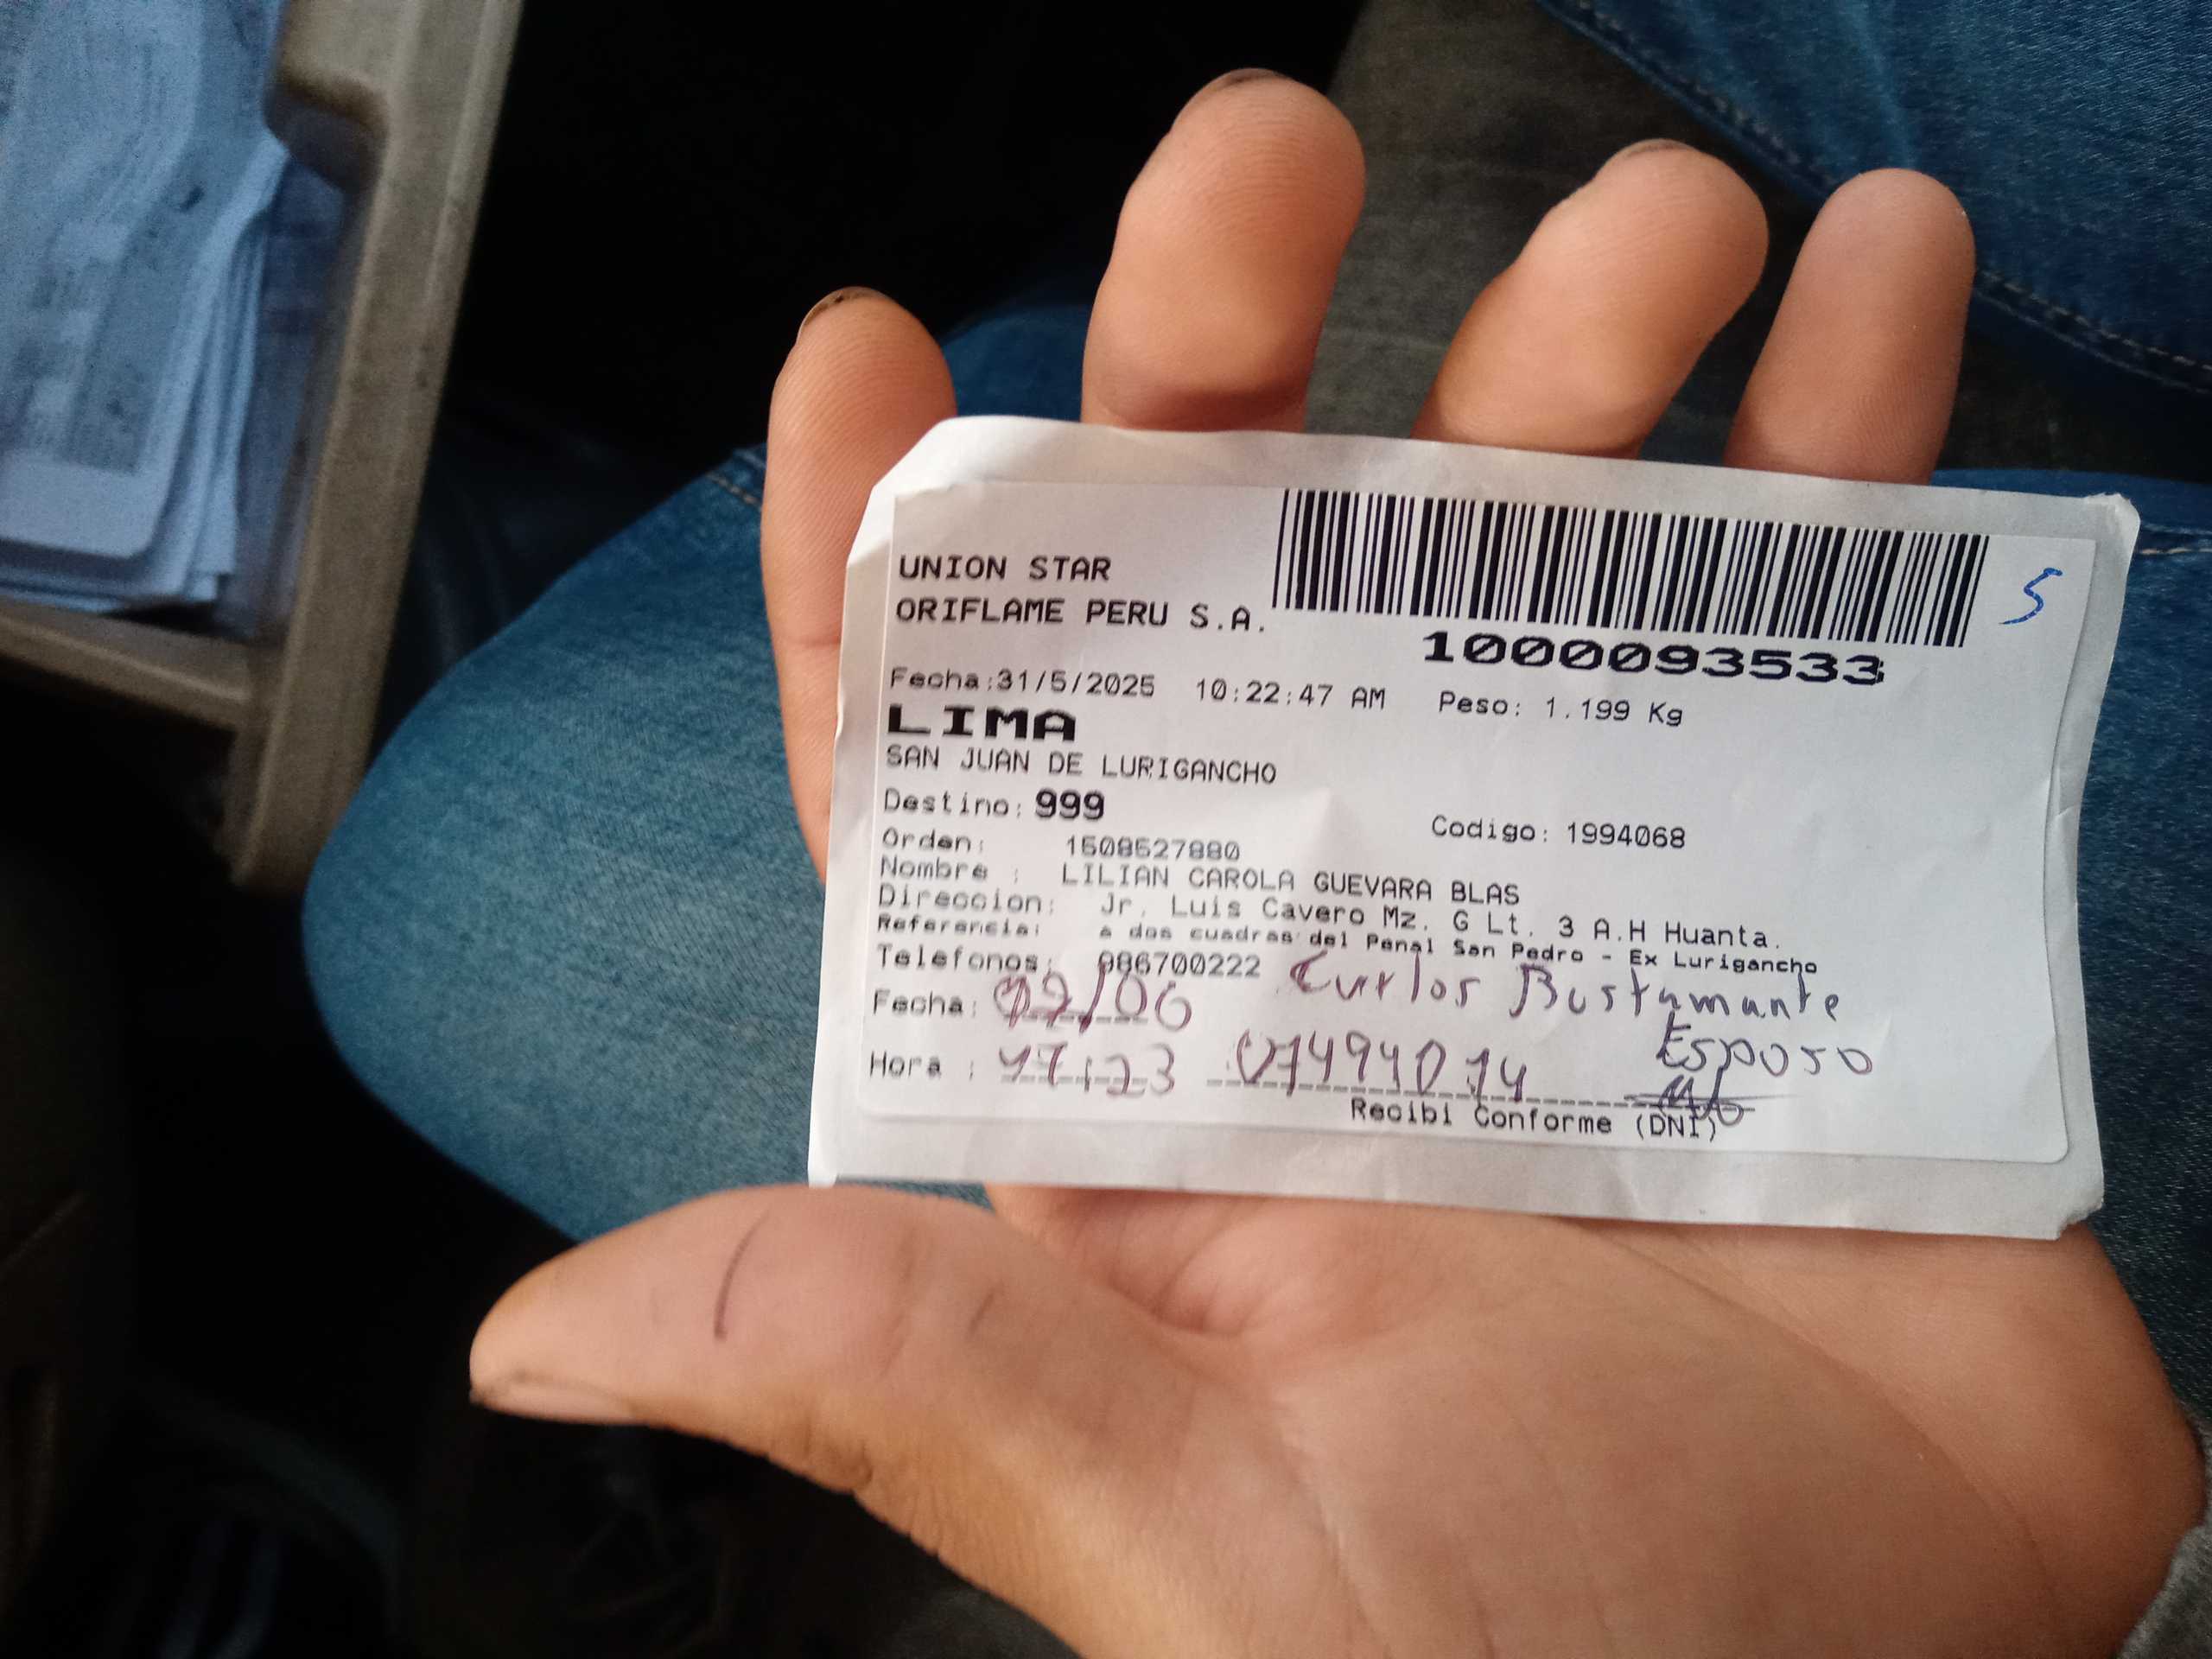 5
UNION STAR
ORIFLAME PERU S.A.
1000093533
Fecha:31/5/2025 10:22:47 AM Peso: 1.199 Kg
LIMA
SAN JUAN DE LURIGANCHO
Destino: 999
Codigo: 1994068
Orden: 1508527880
Nombre : LILIAN CAROLA GUEVARA BLAS
Direccion: Jr. Luis Cavero Mz. G Lt. 3 A.H Huanta.
Referencia: a dos cuadras del Penal San Pedro - Ex Lurigancho
Telefonos: 986700222 Carlos Bustamante
Fecha: 02/06
Esposo
Hora : 17:23 07494014
Recibi Conforme (DNI)